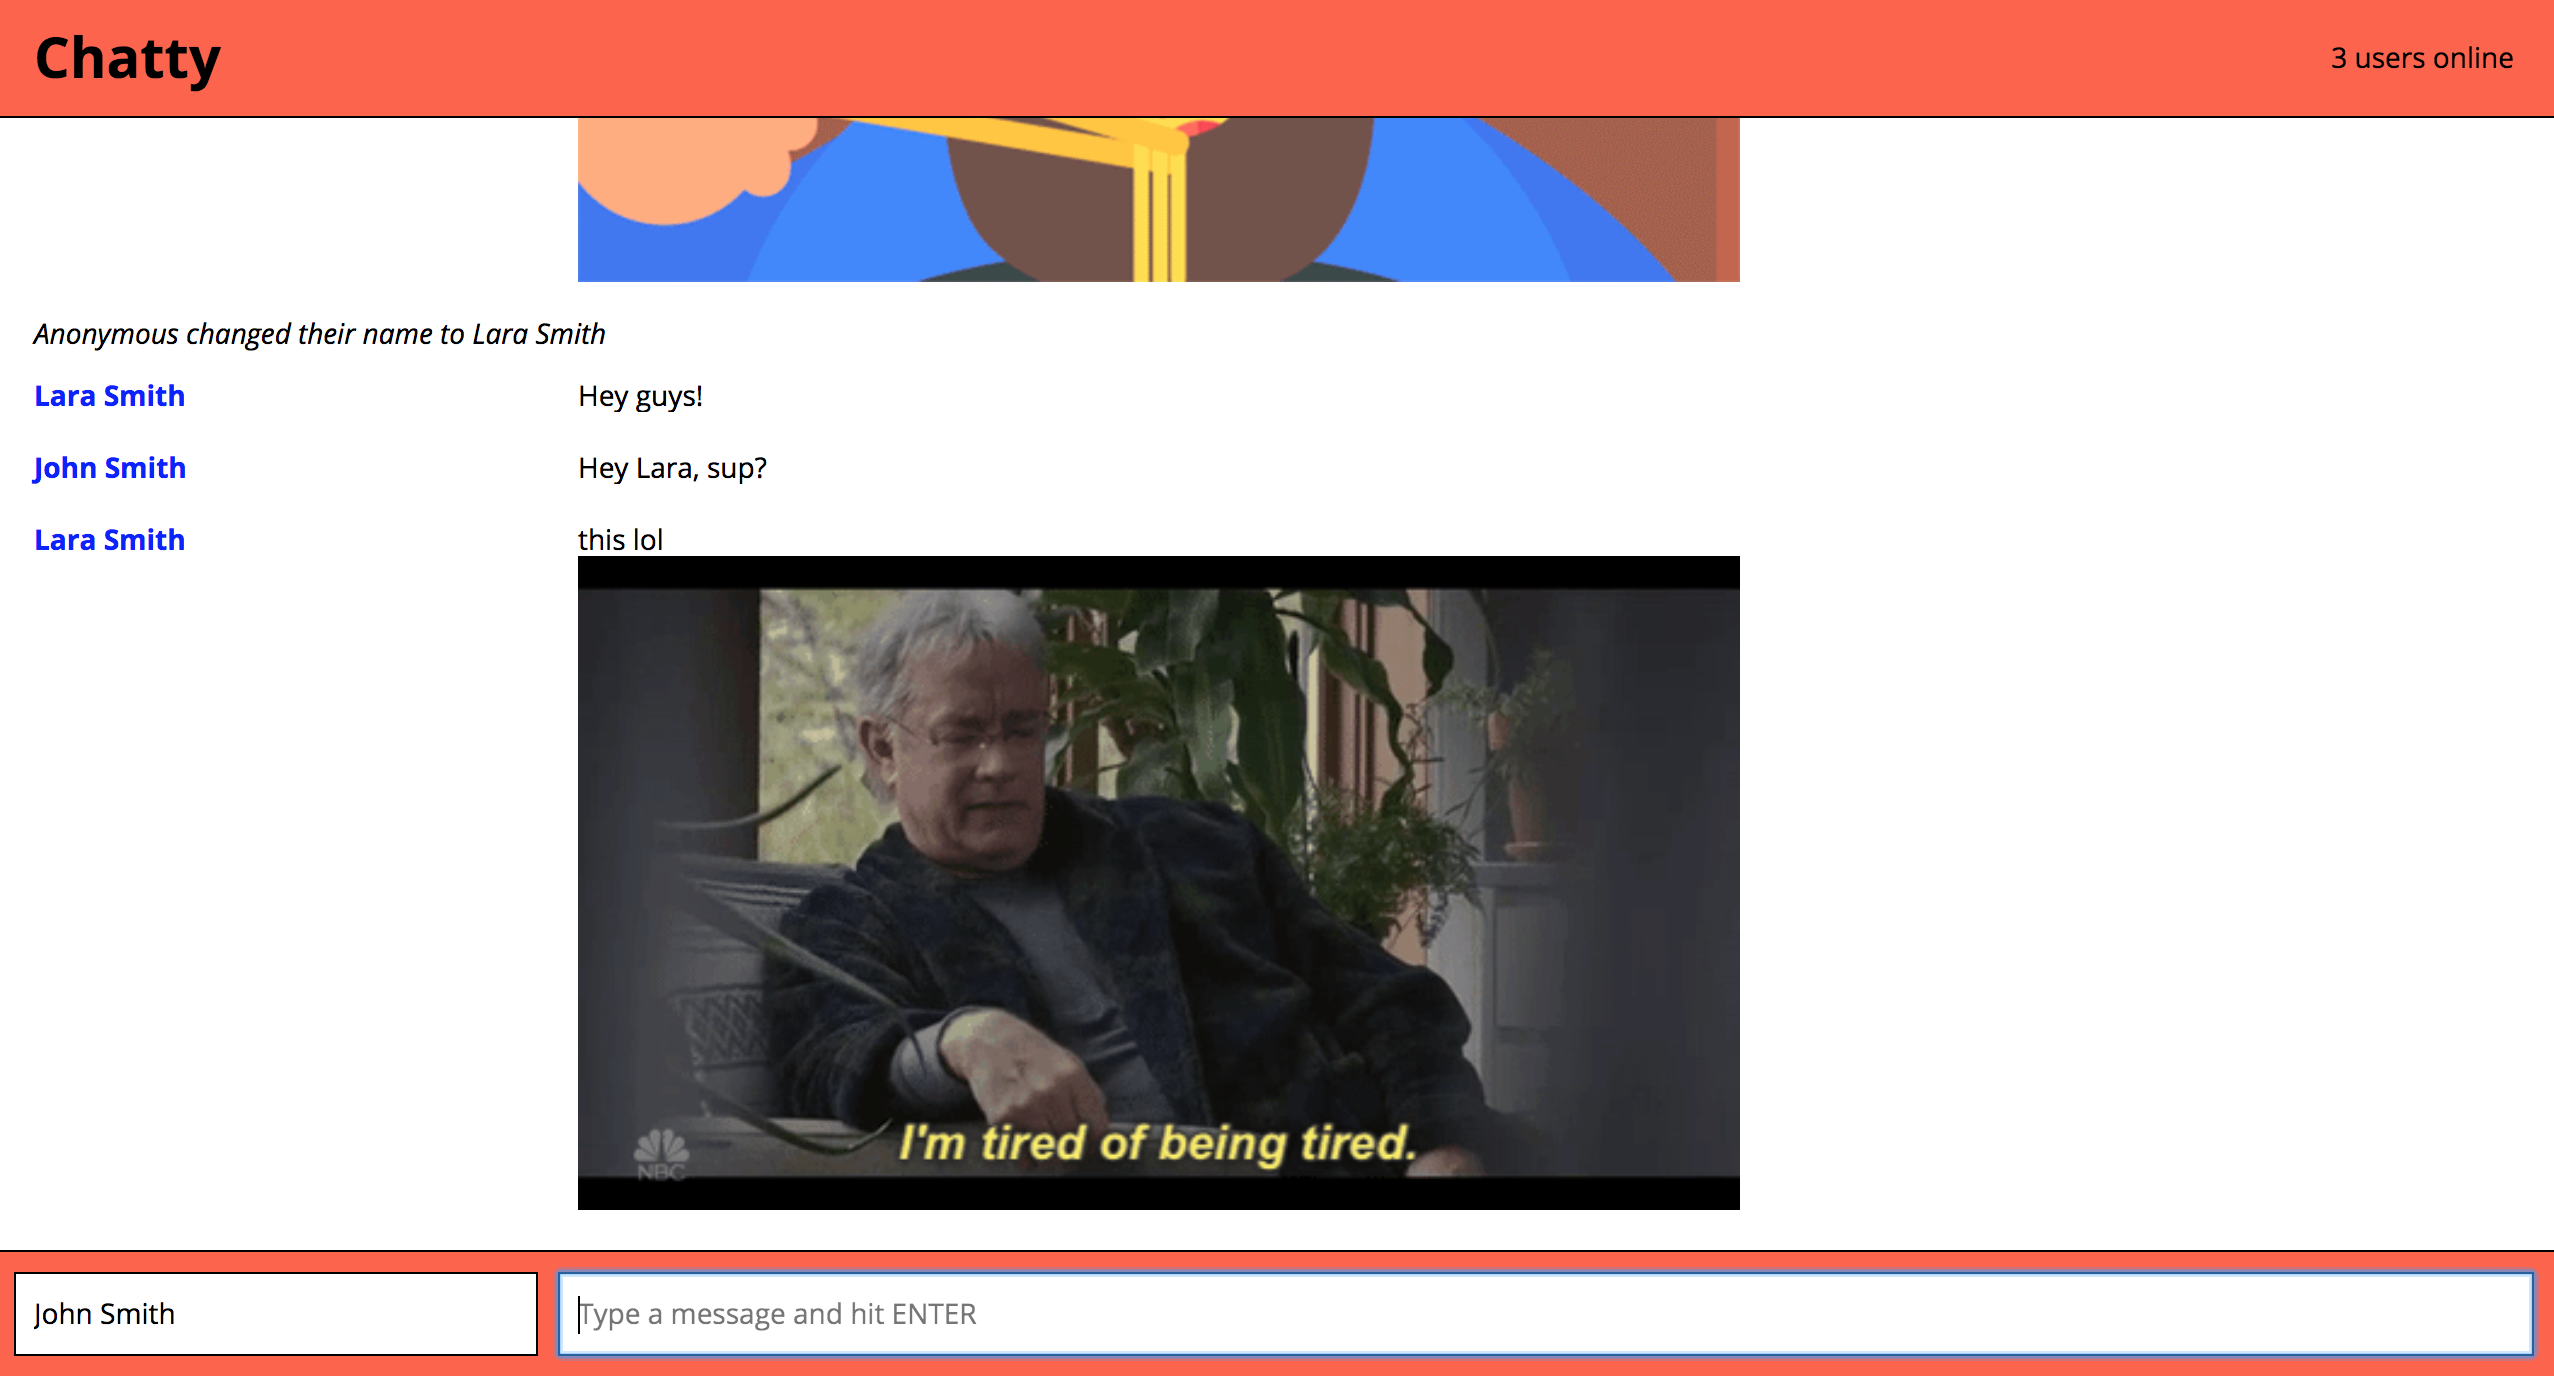 Chatty
3 users online
Anonymous changed their name to Lara Smith
Lara Smith
Hey guys!
John Smith
Hey Lara, sup?
Lara Smith
this lol
I'm tired of being tired.
NBC
John Smith
Type a message and hit ENTER